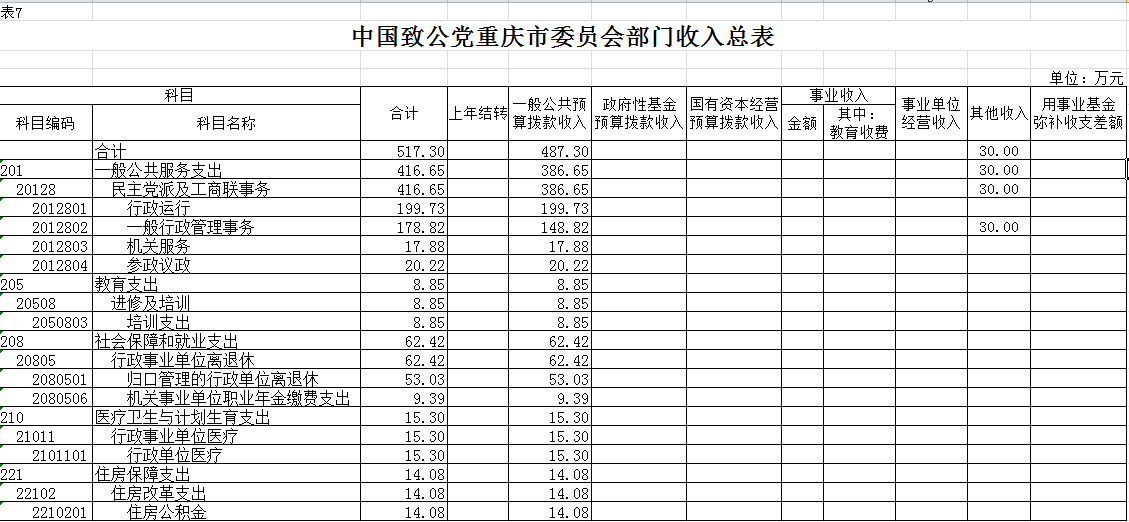 表7
中国致公党重庆市委员会部门收入总表
单位：万元
科目 合计 上年结转 一般公共预算拨款收入 政府性基金预算拨款收入 国有资本经营预算拨款收入 事业收入 事业单位经营收入 其他收入 用事业基金弥补收支差额
科目编码 科目名称 金额 其中：教育收费
合计 517.30 487.30 30.00
201 一般公共服务支出 416.65 386.65 30.00
20128 民主党派及工商联事务 416.65 386.65 30.00
2012801 行政运行 199.73 199.73
2012802 一般行政管理事务 178.82 148.82 30.00
2012803 机关服务 17.88 17.88
2012804 参政议政 20.22 20.22
205 教育支出 8.85 8.85
20508 进修及培训 8.85 8.85
2050803 培训支出 8.85 8.85
208 社会保障和就业支出 62.42 62.42
20805 行政事业单位离退休 62.42 62.42
2080501 归口管理的行政单位离退休 53.03 53.03
2080506 机关事业单位职业年金缴费支出 9.39 9.39
210 医疗卫生与计划生育支出 15.30 15.30
21011 行政事业单位医疗 15.30 15.30
2101101 行政单位医疗 15.30 15.30
221 住房保障支出 14.08 14.08
22102 住房改革支出 14.08 14.08
2210201 住房公积金 14.08 14.08